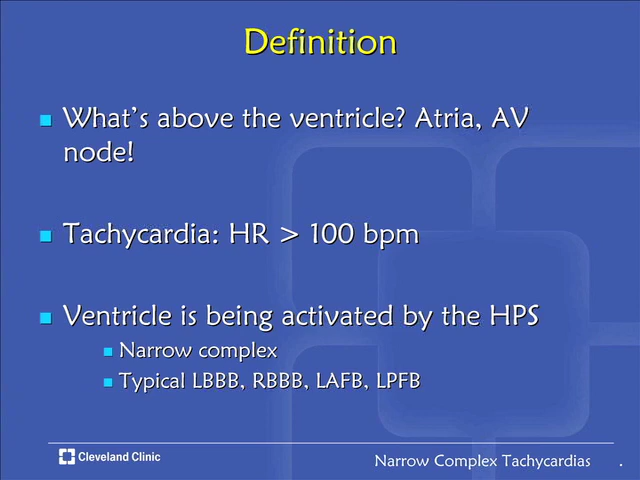 Definition
What's above the ventricle? Atria, AV
node!
Tachycardia: HR > 100 bpm
Ventricle is being activated by the HPS
Narrow complex
Typical LBBB, RBBB, LAFB, LPFB
Cleveland Clinic
Narrow Complex Tachycardias .